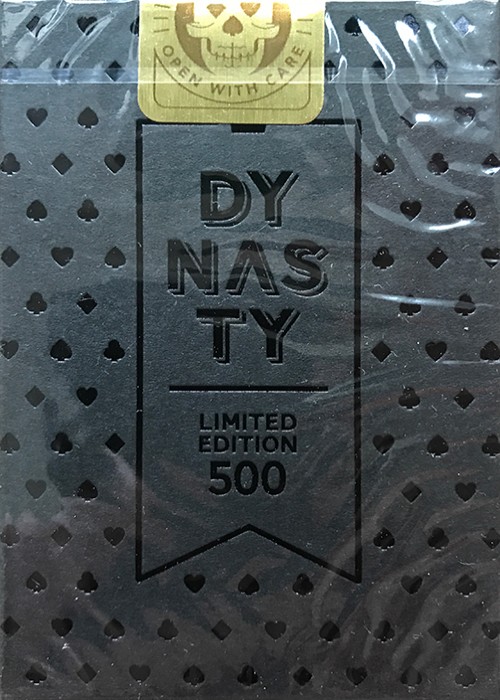 OPEN WITH CARE
DY
NAS
TY
LIMITED
EDITION
500